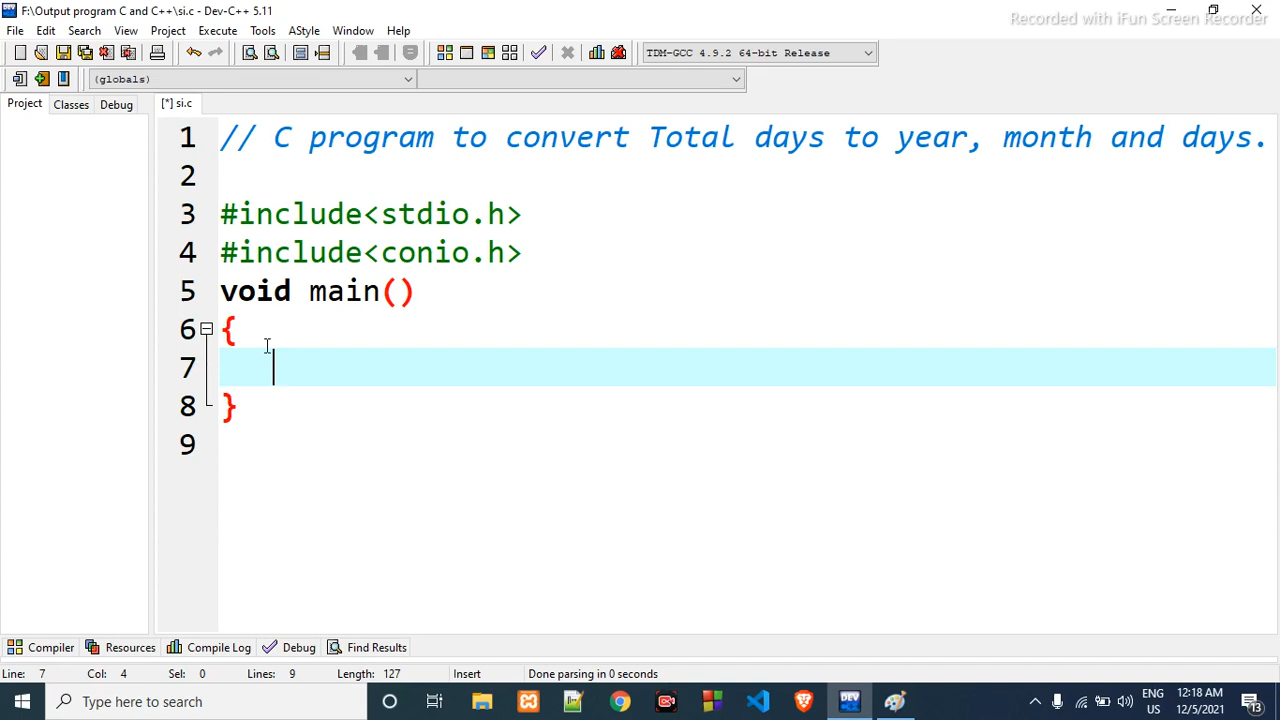 F:\Output program C and C++\si.c - Dev-C++ 5.11
Recorded with iFun Screen Recorder
File Edit Search View Project Execute Tools AStyle Window Help
TDM-GCC 4.9.2 64-bit Release
(globals)
Project Classes Debug
[*] si.c
1 // C program to convert Total days to year, month and days.
2
3 #include<stdio.h>
4 #include<conio.h>
5 void main()
6 {
7
8 }
9
Compiler Resources Compile Log Debug Find Results
Line: 7 Col: 4 Sel: 0 Lines: 9 Length: 127 Insert Done parsing in 0 seconds
Type here to search
DEV
ENG
US
12:18 AM
12/5/2021
13